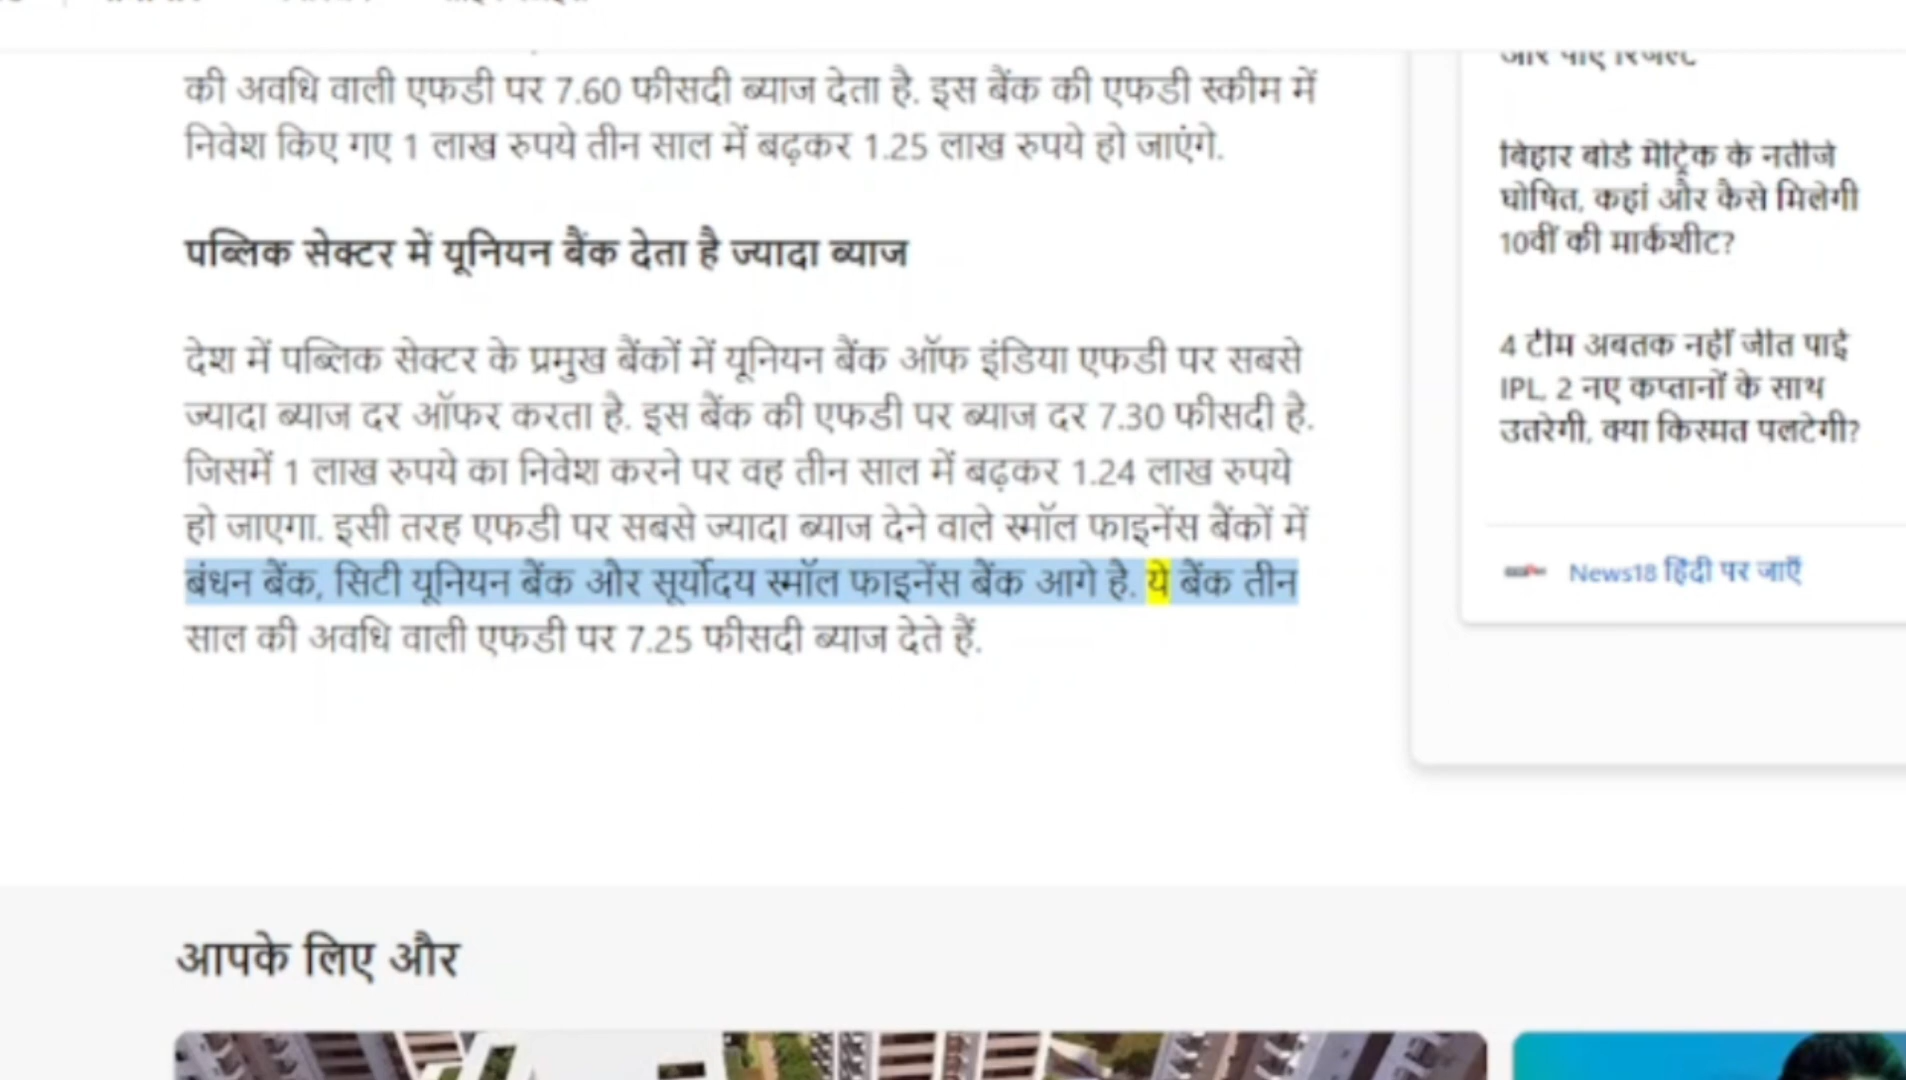 की अवधि वाली एफडी पर 7.60 फीसदी ब्याज देता है. इस बैंक की एफडी स्कीम में
निवेश किए गए 1 लाख रुपये तीन साल में बढ़कर 1.25 लाख रुपये हो जाएंगे.
पब्लिक सेक्टर में यूनियन बैंक देता है ज्यादा ब्याज
देश में पब्लिक सेक्टर के प्रमुख बैंकों में यूनियन बैंक ऑफ इंडिया एफडी पर सबसे
ज्यादा ब्याज दर ऑफर करता है. इस बैंक की एफडी पर ब्याज दर 7.30 फीसदी है.
जिसमें 1 लाख रुपये का निवेश करने पर वह तीन साल में बढ़कर 1.24 लाख रुपये
हो जाएगा. इसी तरह एफडी पर सबसे ज्यादा ब्याज देने वाले स्मॉल फाइनेंस बैंकों में
बंधन बैंक, सिटी यूनियन बैंक और सूर्योदय स्मॉल फाइनेंस बैंक आगे है. ये बैंक तीन
साल की अवधि वाली एफडी पर 7.25 फीसदी ब्याज देते हैं.
और पाएं रिजल्ट
बिहार बोर्ड मैट्रिक के नतीजे
घोषित, कहां और कैसे मिलेगी
10वीं की मार्कशीट?
4 टीम अबतक नहीं जीत पाई
IPL, 2 नए कप्तानों के साथ
उतरेगी, क्या किस्मत पलटेगी?
News18 हिंदी पर जाएँ
आपके लिए और